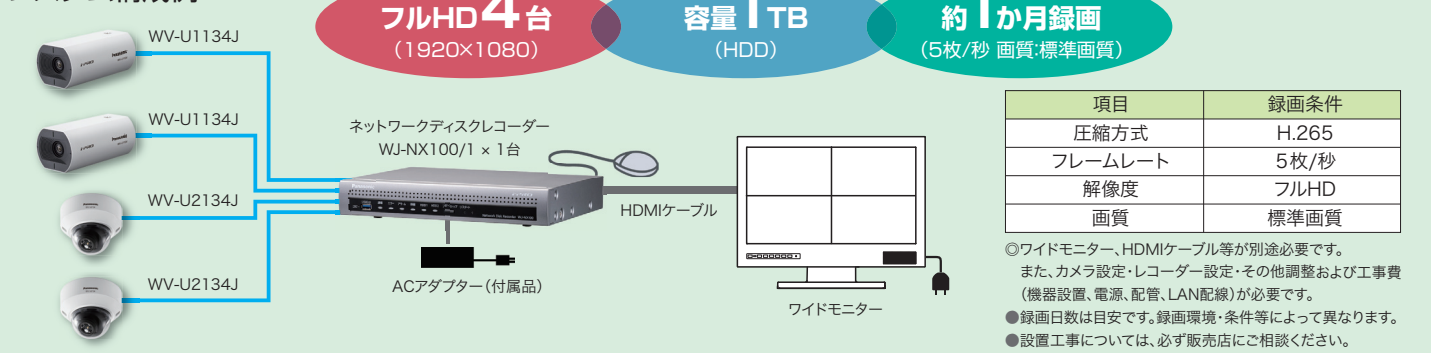 フルHD4台
（1920×1080）
容量1TB
（HDD）
約1か月録画
（5枚/秒 画質:標準画質）
WV-U1134J
WV-U1134J
WV-U2134J
WV-U2134J
ネットワークディスクレコーダー
WJ-NX100/1 × 1台
Panasonic
HDMIケーブル
ACアダプター（付属品）
ワイドモニター
項目 録画条件
圧縮方式 H.265
フレームレート 5枚/秒
解像度 フルHD
画質 標準画質
◎ワイドモニター、HDMIケーブル等が別途必要です。
また、カメラ設定・レコーダー設定・その他調整および工事費
（機器設置、電源、配管、LAN配線）が必要です。
●録画日数は目安です。録画環境・条件等によって異なります。
●設置工事については、必ず販売店にご相談ください。